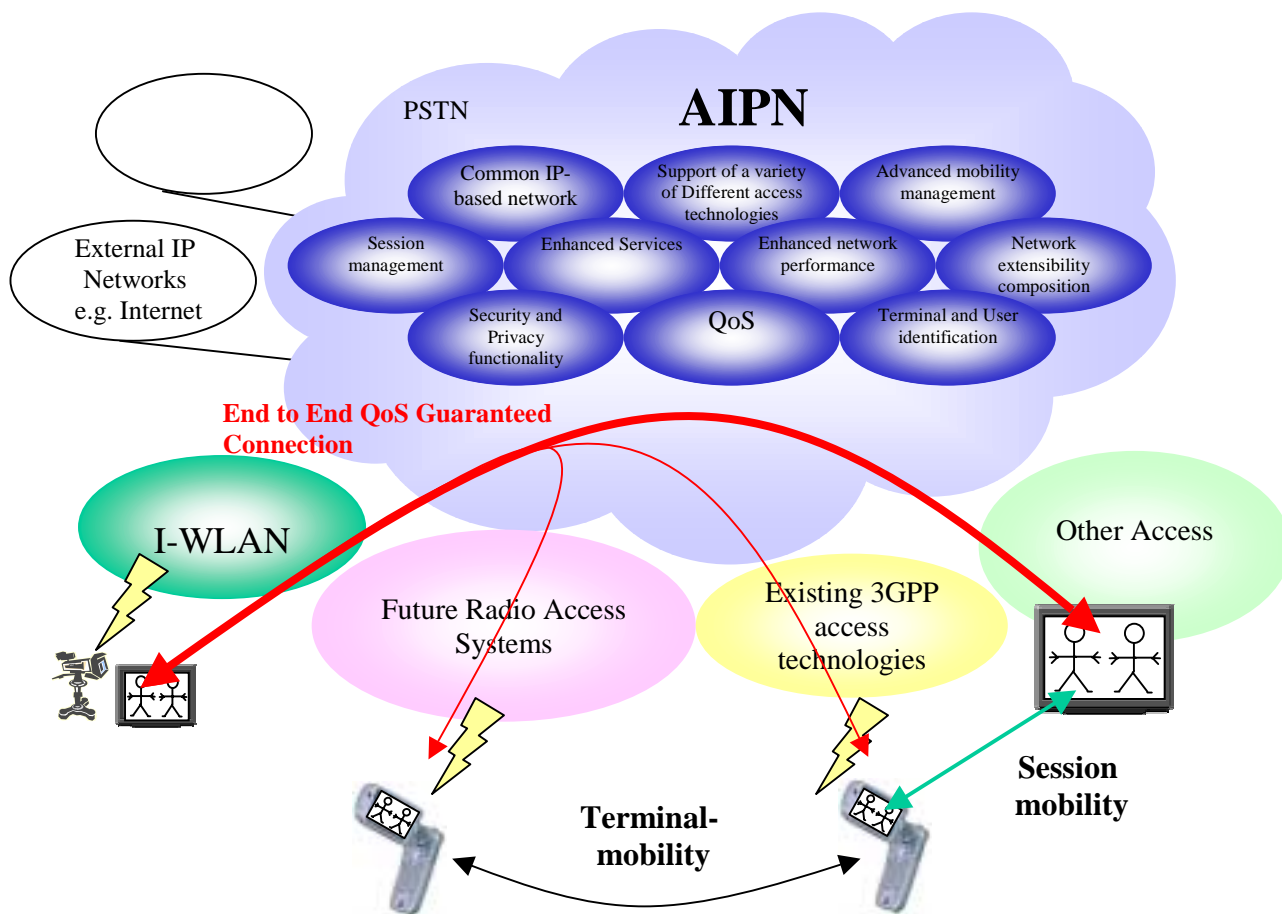 AIPN
PSTN
Common IP-
based network
Support of a variety
of Different access
technologies
Advanced mobility
management
Session
management
Enhanced Services
Enhanced network
performance
Network
extensibility
composition
Security and
Privacy
functionality
QoS
Terminal and User
identification
External IP
Networks
e.g. Internet
End to End QoS Guaranteed
Connection
I-WLAN
Future Radio Access
Systems
Existing 3GPP
access
technologies
Other Access
Session
mobility
Terminal-
mobility